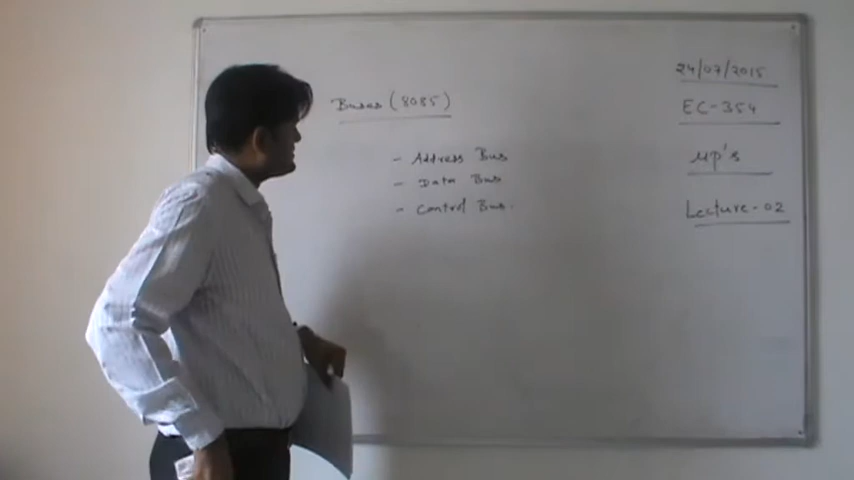 Buses (8085)
- Address Bus
- Data Bus
- Control Bus.
24/07/2015
EC-354
μp's
Lecture-02